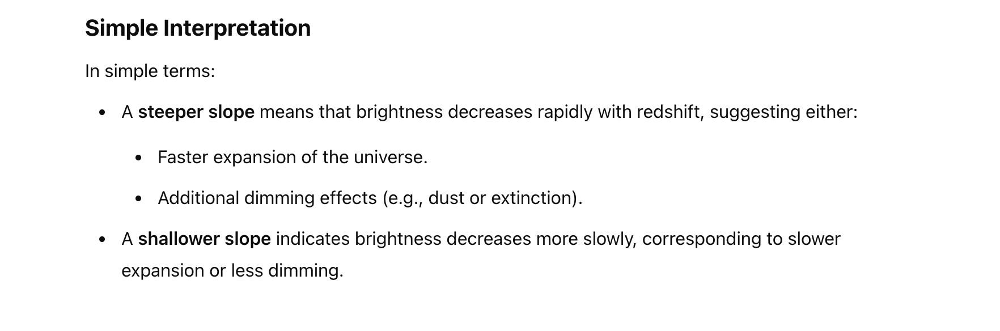 Simple Interpretation
In simple terms:
• A steeper slope means that brightness decreases rapidly with redshift, suggesting either:
• Faster expansion of the universe.
• Additional dimming effects (e.g., dust or extinction).
• A shallower slope indicates brightness decreases more slowly, corresponding to slower
expansion or less dimming.